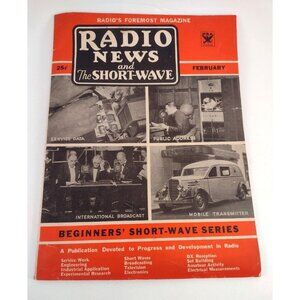 RADIO'S FOREMOST MAGAZINE
RADIO
NEWS
and
The SHORT-WAVE
25¢
FEBRUARY
SERVICE DATA
PUBLIC ADDRESS
INTERNATIONAL BROADCAST
MOBILE TRANSMITTER
BEGINNERS' SHORT-WAVE SERIES
A Publication Devoted to Progress and Development in Radio
Service Work
Engineering
Industrial Application
Experimental Research
Short Waves
Broadcasting
Television
Electronics
DX Reception
Set Building
Amateur Activity
Electrical Measurements